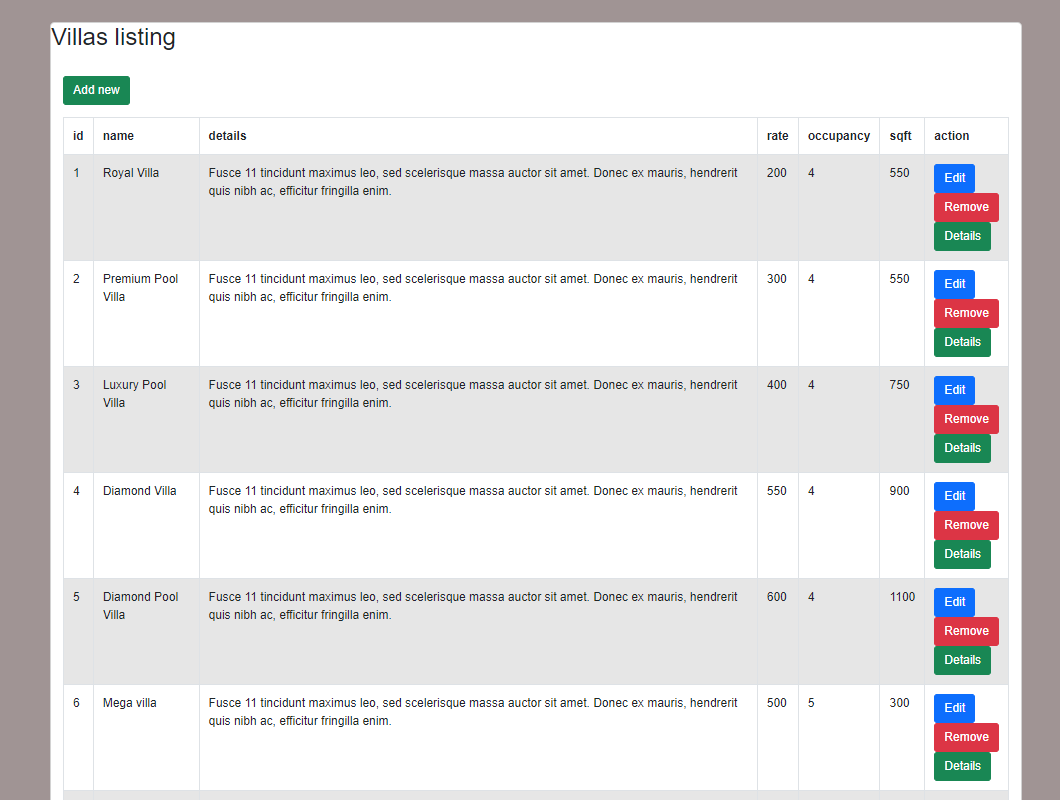 Villas listing
Add new
id name details rate occupancy sqft action
1 Royal Villa Fusce 11 tincidunt maximus leo, sed scelerisque massa auctor sit amet. Donec ex mauris, hendrerit 200 4 550 Edit
quis nibh ac, efficitur fringilla enim.
Remove
Details
2 Premium Pool Fusce 11 tincidunt maximus leo, sed scelerisque massa auctor sit amet. Donec ex mauris, hendrerit 300 4 550 Edit
Villa quis nibh ac, efficitur fringilla enim.
Remove
Details
3 Luxury Pool Fusce 11 tincidunt maximus leo, sed scelerisque massa auctor sit amet. Donec ex mauris, hendrerit 400 4 750 Edit
Villa quis nibh ac, efficitur fringilla enim.
Remove
Details
4 Diamond Villa Fusce 11 tincidunt maximus leo, sed scelerisque massa auctor sit amet. Donec ex mauris, hendrerit 550 4 900 Edit
quis nibh ac, efficitur fringilla enim.
Remove
Details
5 Diamond Pool Fusce 11 tincidunt maximus leo, sed scelerisque massa auctor sit amet. Donec ex mauris, hendrerit 600 4 1100 Edit
Villa quis nibh ac, efficitur fringilla enim.
Remove
Details
6 Mega villa Fusce 11 tincidunt maximus leo, sed scelerisque massa auctor sit amet. Donec ex mauris, hendrerit 500 5 300 Edit
quis nibh ac, efficitur fringilla enim.
Remove
Details